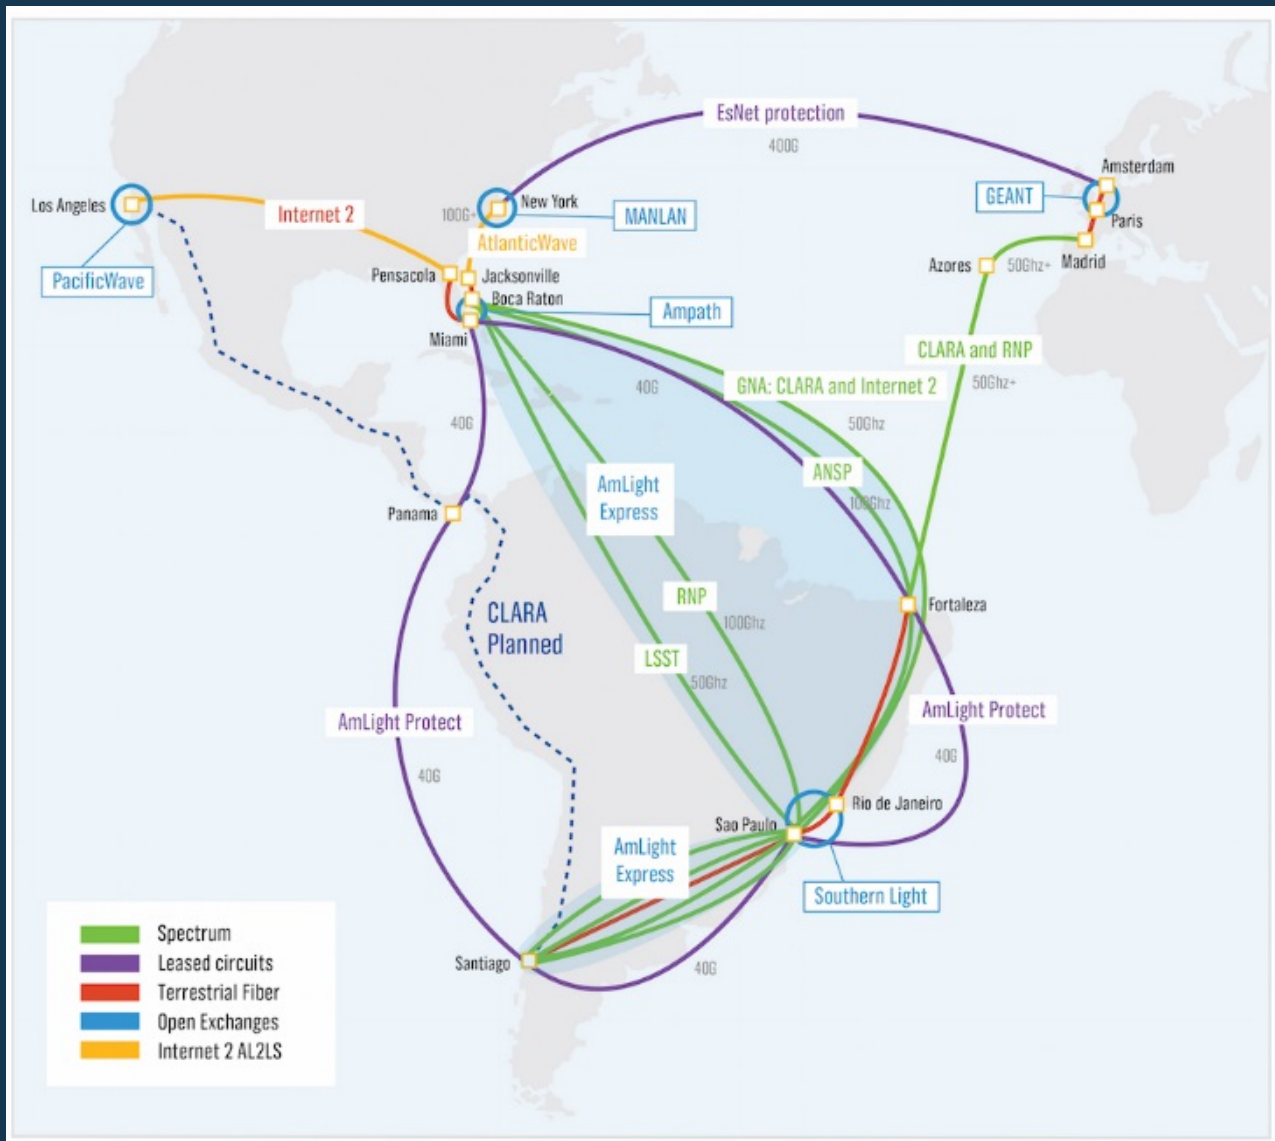 EsNet protection
400G
Amsterdam
GEANT
Los Angeles
New York
Paris
Internet 2
100G+
MANLAN
AtlanticWave
Madrid
Azores
50Ghz+
PacificWave
Pensacola
Jacksonville
Boca Raton
Ampath
Miami
CLARA and RNP
50Ghz+
40G
GNA: CLARA and Internet 2
40G
50Ghz
ANSP
100Ghz
AmLight
Express
Panama
RNP
100Ghz
Fortaleza
CLARA
Planned
LSST
50Ghz
AmLight Protect
AmLight Protect
40G
40G
Rio de Janeiro
Sao Paulo
AmLight
Express
Southern Light
Santiago
40G
Spectrum
Leased circuits
Terrestrial Fiber
Open Exchanges
Internet 2 AL2LS